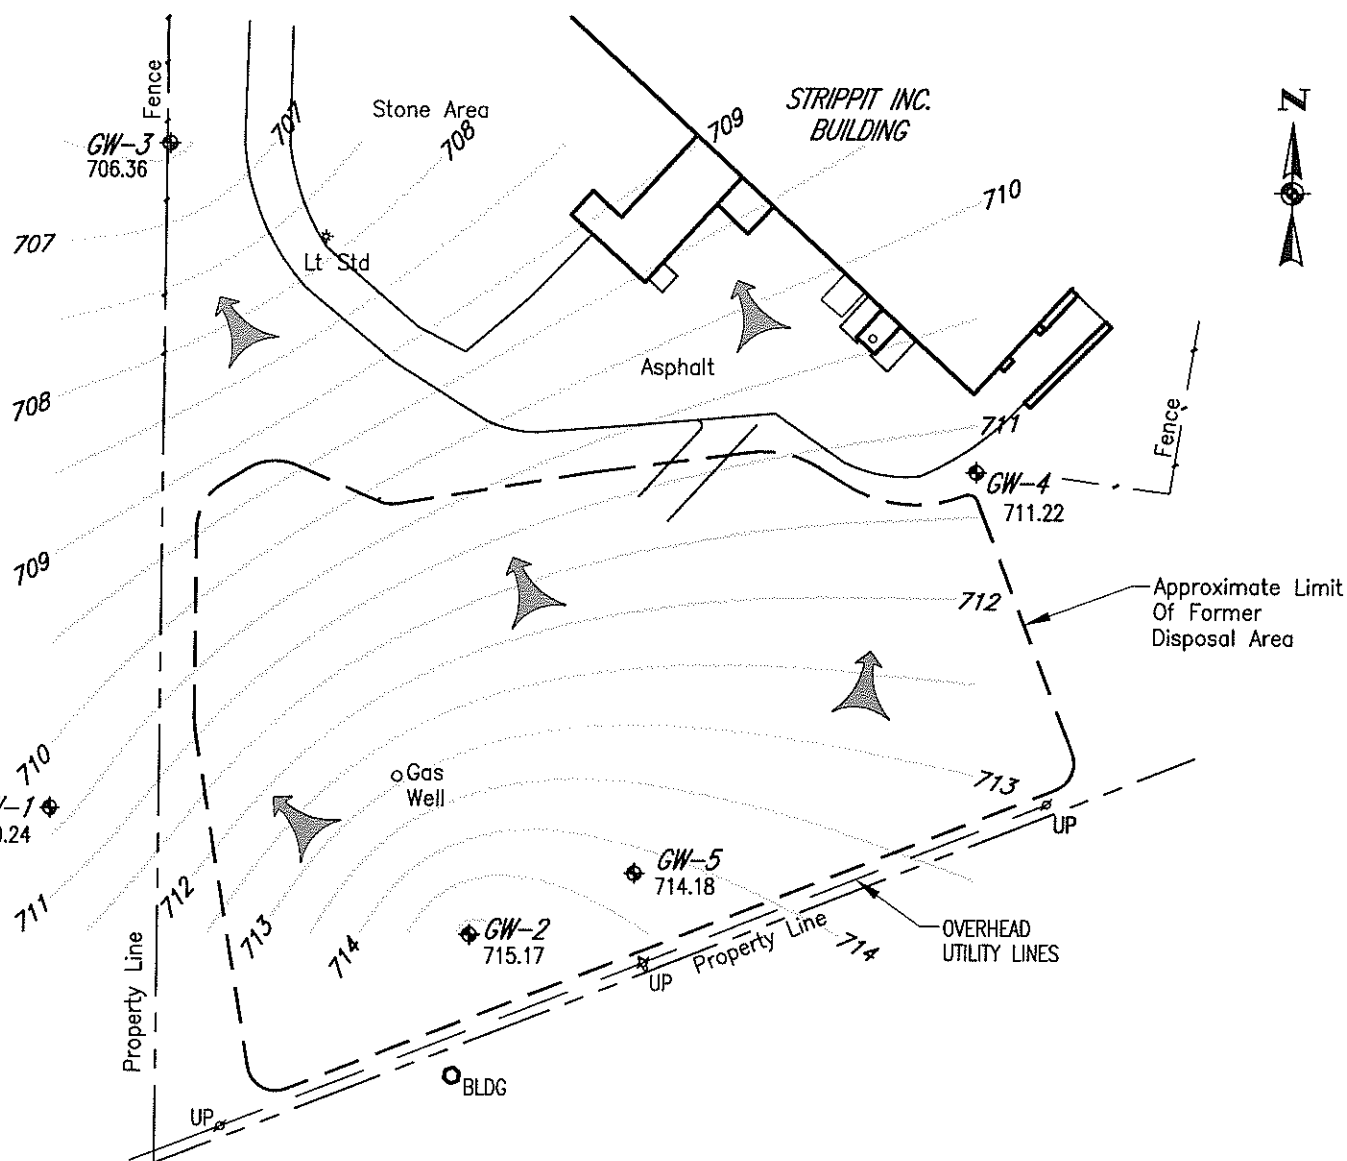 Fence
GW-3
706.36
707
Stone Area
708
709
STRIPPIT INC.
BUILDING
N
710
707
Lt Std
Asphalt
708
711
Fence
GW-4
711.22
709
712
Approximate Limit
Of Former
Disposal Area
710
Gas
Well
713
UP
711
712
713
714
GW-5
714.18
GW-2
715.17
714
OVERHEAD
UTILITY LINES
Property Line
Property Line
UP
BLDG
UP